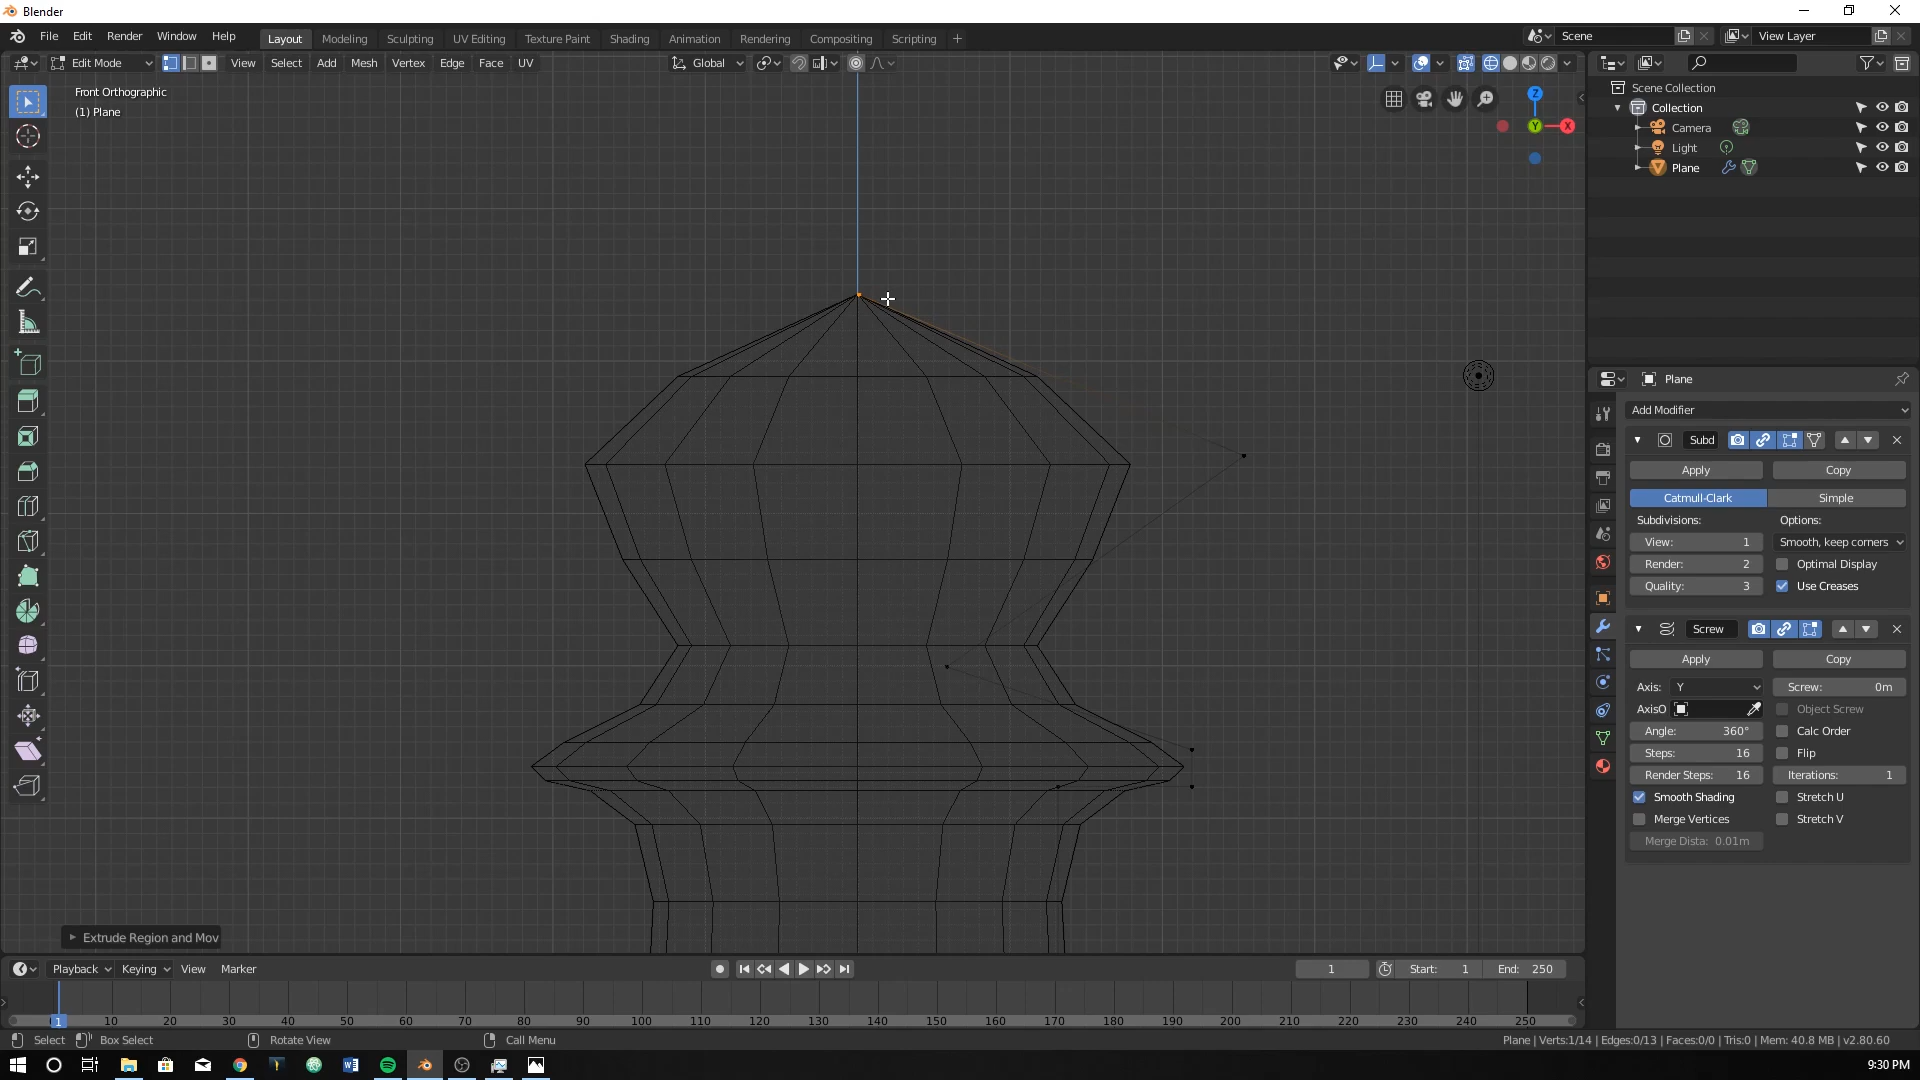 Blender
File Edit Render Window Help Layout Modeling Sculpting UV Editing Texture Paint Shading Animation Rendering Compositing Scripting + Scene View Layer
Edit Mode View Select Add Mesh Vertex Edge Face UV Global
Front Orthographic
(1) Plane
Z
Y
X
Scene Collection
Collection
Camera
Light
Plane
Plane
Add Modifier
Subd
Apply Copy
Catmull-Clark Simple
Subdivisions: Options:
View: 1 Smooth, keep corners
Render: 2 Optimal Display
Quality: 3 Use Creases
Screw
Apply Copy
Axis: Y Screw: 0m
AxisO Object Screw
Angle: 360° Calc Order
Steps: 16 Flip
Render Steps: 16 Iterations: 1
Smooth Shading Stretch U
Merge Vertices Stretch V
Merge Dista: 0.01m
Extrude Region and Mov
Playback Keying View Marker 1 Start: 1 End: 250
1 10 20 30 40 50 60 70 80 90 100 110 120 130 140 150 160 170 180 190 200 210 220 230 240 250
Select Box Select Rotate View Call Menu Plane | Verts:1/14 | Edges:0/13 | Faces:0/0 | Tris:0 | Mem: 40.8 MB | v2.80.60
9:30 PM